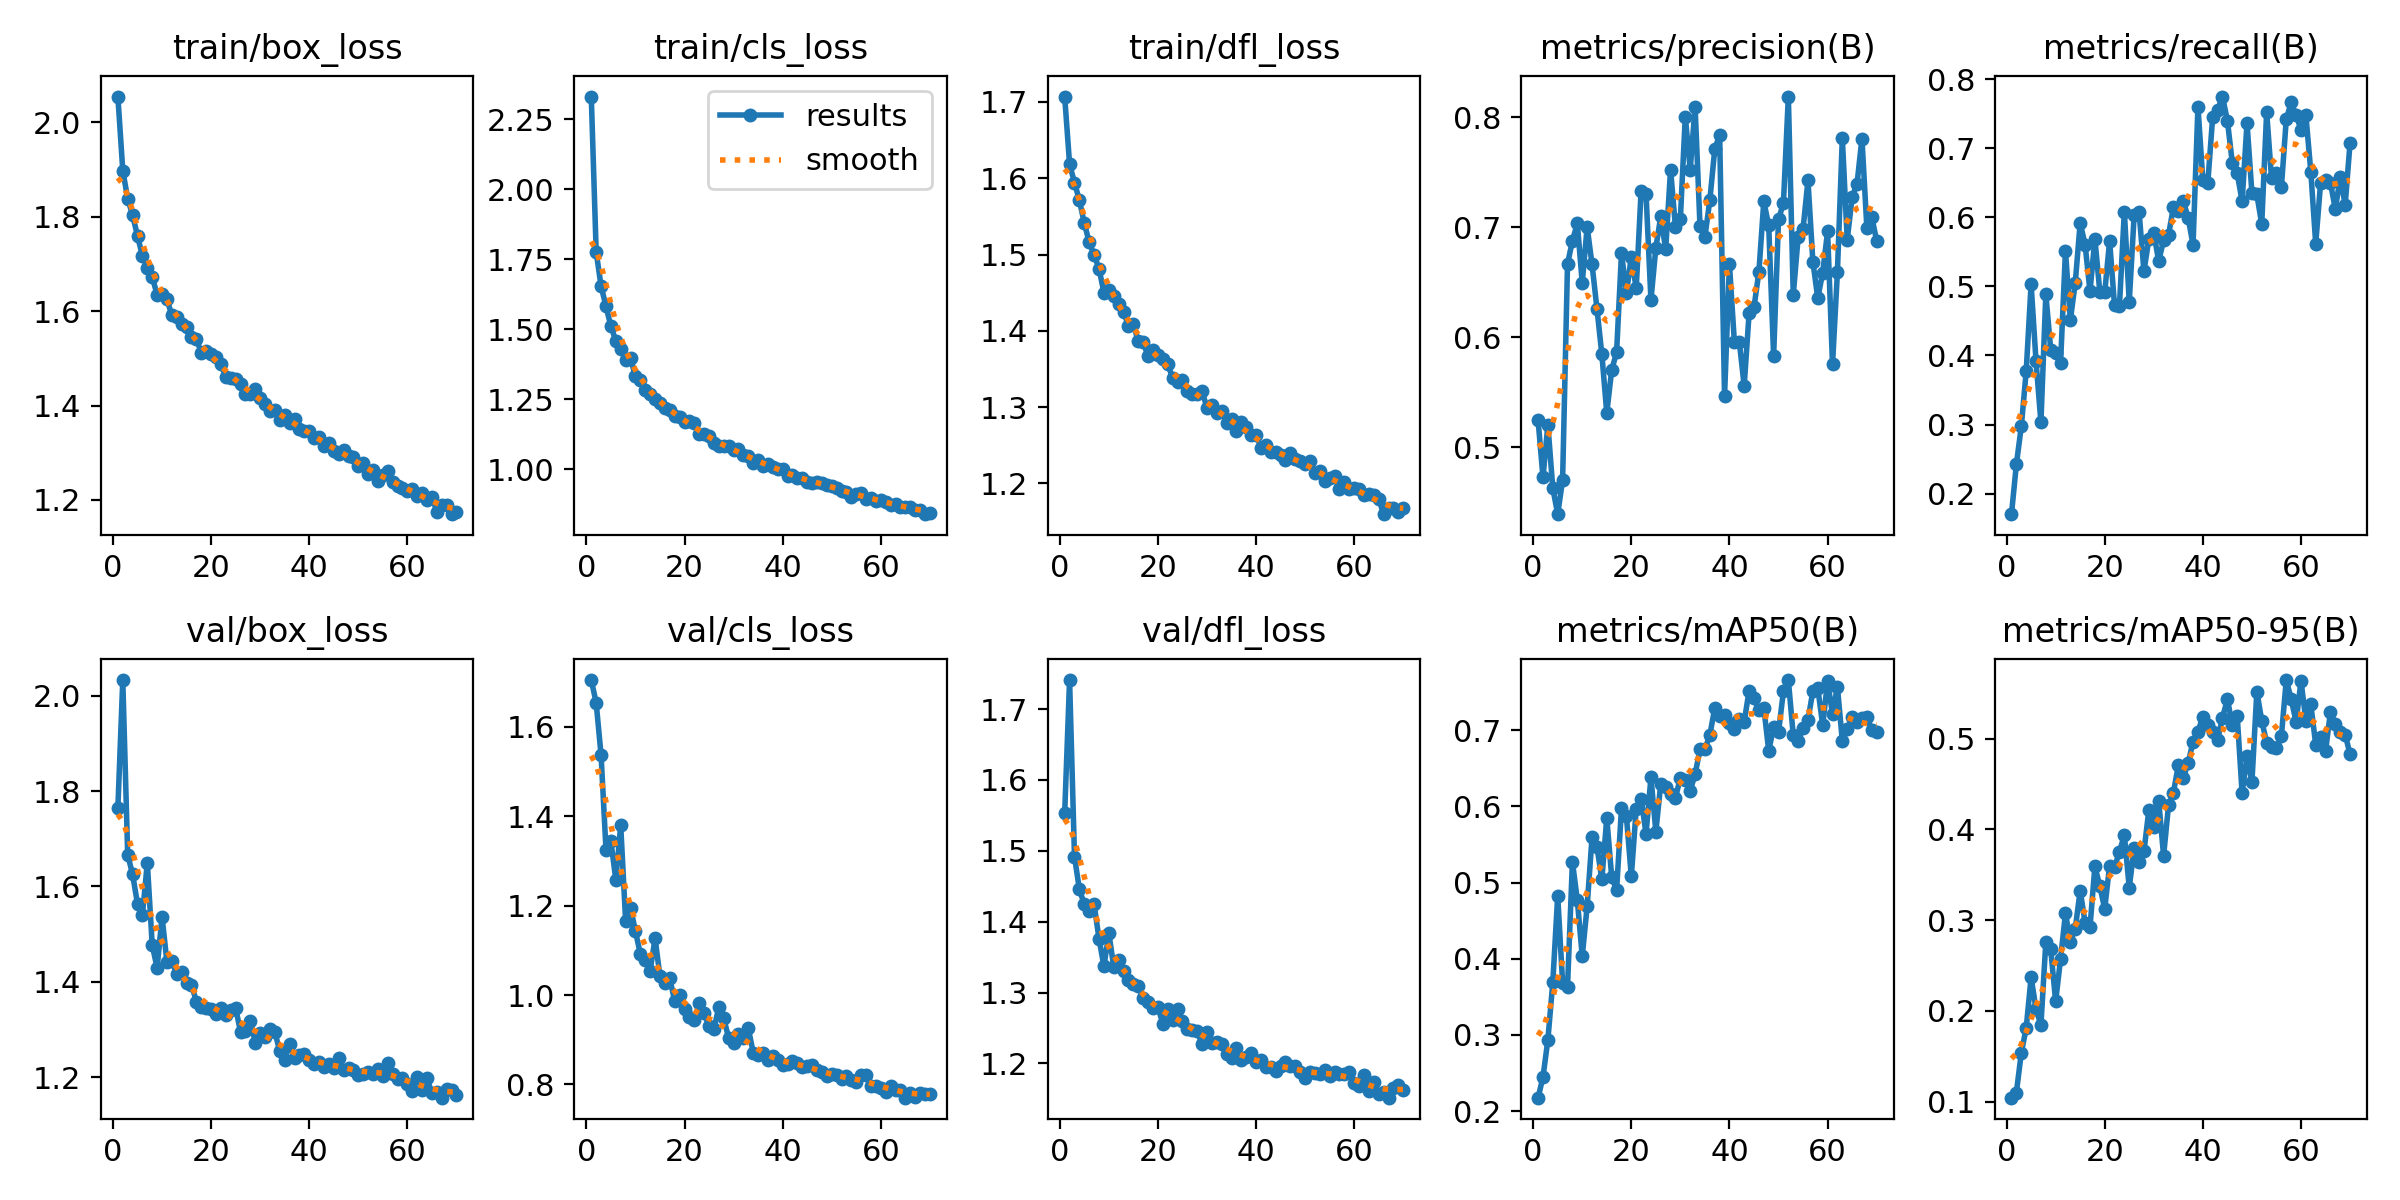 train/box_loss
2.0
1.8
1.6
1.4
1.2
0 20 40 60
train/cls_loss
results
smooth
2.25
2.00
1.75
1.50
1.25
1.00
0 20 40 60
train/dfl_loss
1.7
1.6
1.5
1.4
1.3
1.2
0 20 40 60
metrics/precision(B)
0.8
0.7
0.6
0.5
0 20 40 60
metrics/recall(B)
0.8
0.7
0.6
0.5
0.4
0.3
0.2
0 20 40 60
val/box_loss
2.0
1.8
1.6
1.4
1.2
0 20 40 60
val/cls_loss
1.6
1.4
1.2
1.0
0.8
0 20 40 60
val/dfl_loss
1.7
1.6
1.5
1.4
1.3
1.2
0 20 40 60
metrics/mAP50(B)
0.7
0.6
0.5
0.4
0.3
0.2
0 20 40 60
metrics/mAP50-95(B)
0.5
0.4
0.3
0.2
0.1
0 20 40 60